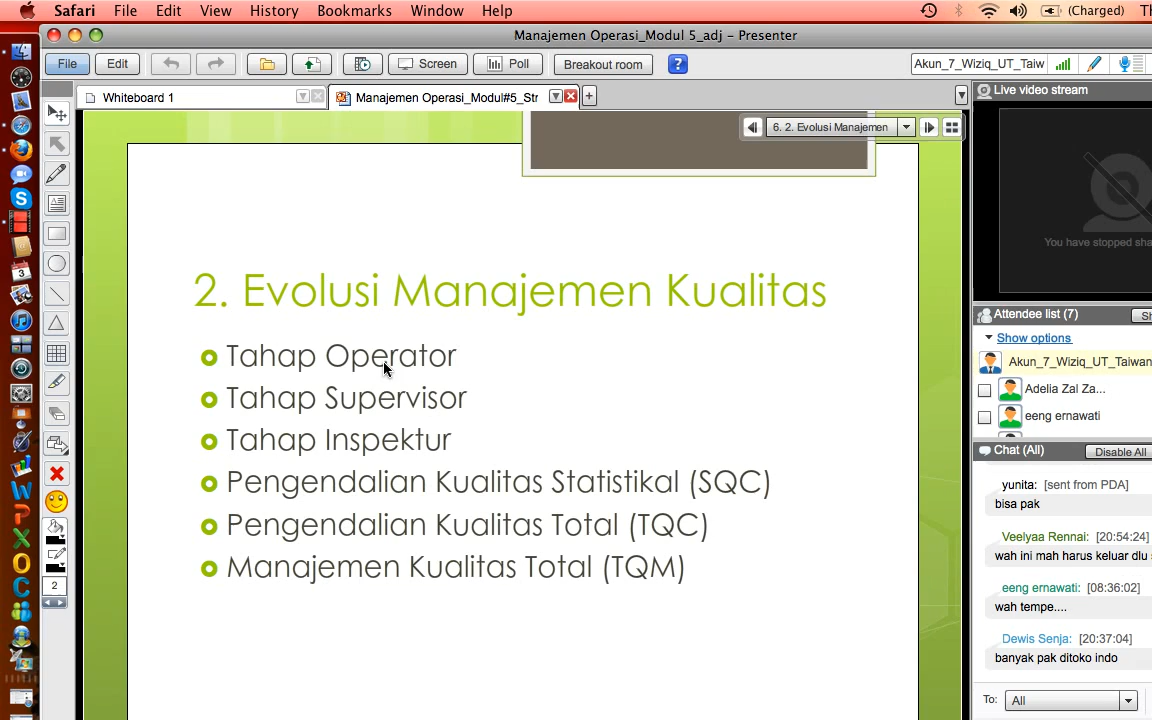 Safari File Edit View History Bookmarks Window Help (Charged)
Manajemen Operasi_Modul 5_adj – Presenter
File Edit Screen Poll Breakout room ? Akun_7_Wiziq_UT_Taiw
Whiteboard 1 Manajemen Operasi_Modul#5_Str
Live video stream
6. 2. Evolusi Manajemen
You have stopped sha
2. Evolusi Manajemen Kualitas
Tahap Operator
Tahap Supervisor
Tahap Inspektur
Pengendalian Kualitas Statistikal (SQC)
Pengendalian Kualitas Total (TQC)
Manajemen Kualitas Total (TQM)
2
Attendee list (7)
Show options
Akun_7_Wiziq_UT_Taiwan
Adelia Zal Za...
eeng ernawati
Chat (All) Disable All
yunita: [sent from PDA]
bisa pak
Veelyaa Rennai: [20:54:24]
wah ini mah harus keluar dlu
eeng ernawati: [08:36:02]
wah tempe....
Dewis Senja: [20:37:04]
banyak pak ditoko indo
To: All